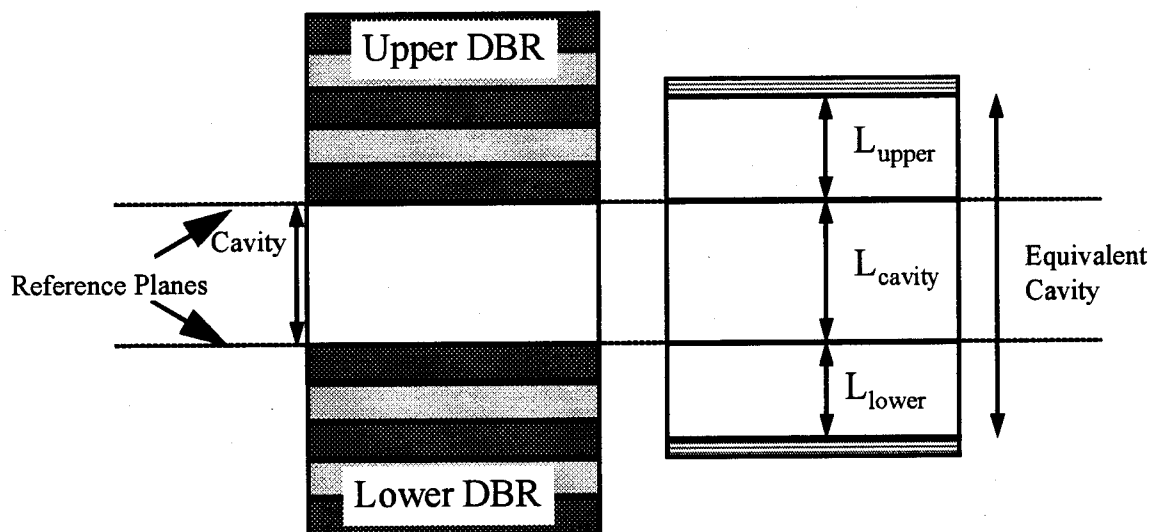 Upper DBR
L_upper
Cavity
Reference Planes
L_cavity
Equivalent
Cavity
L_lower
Lower DBR